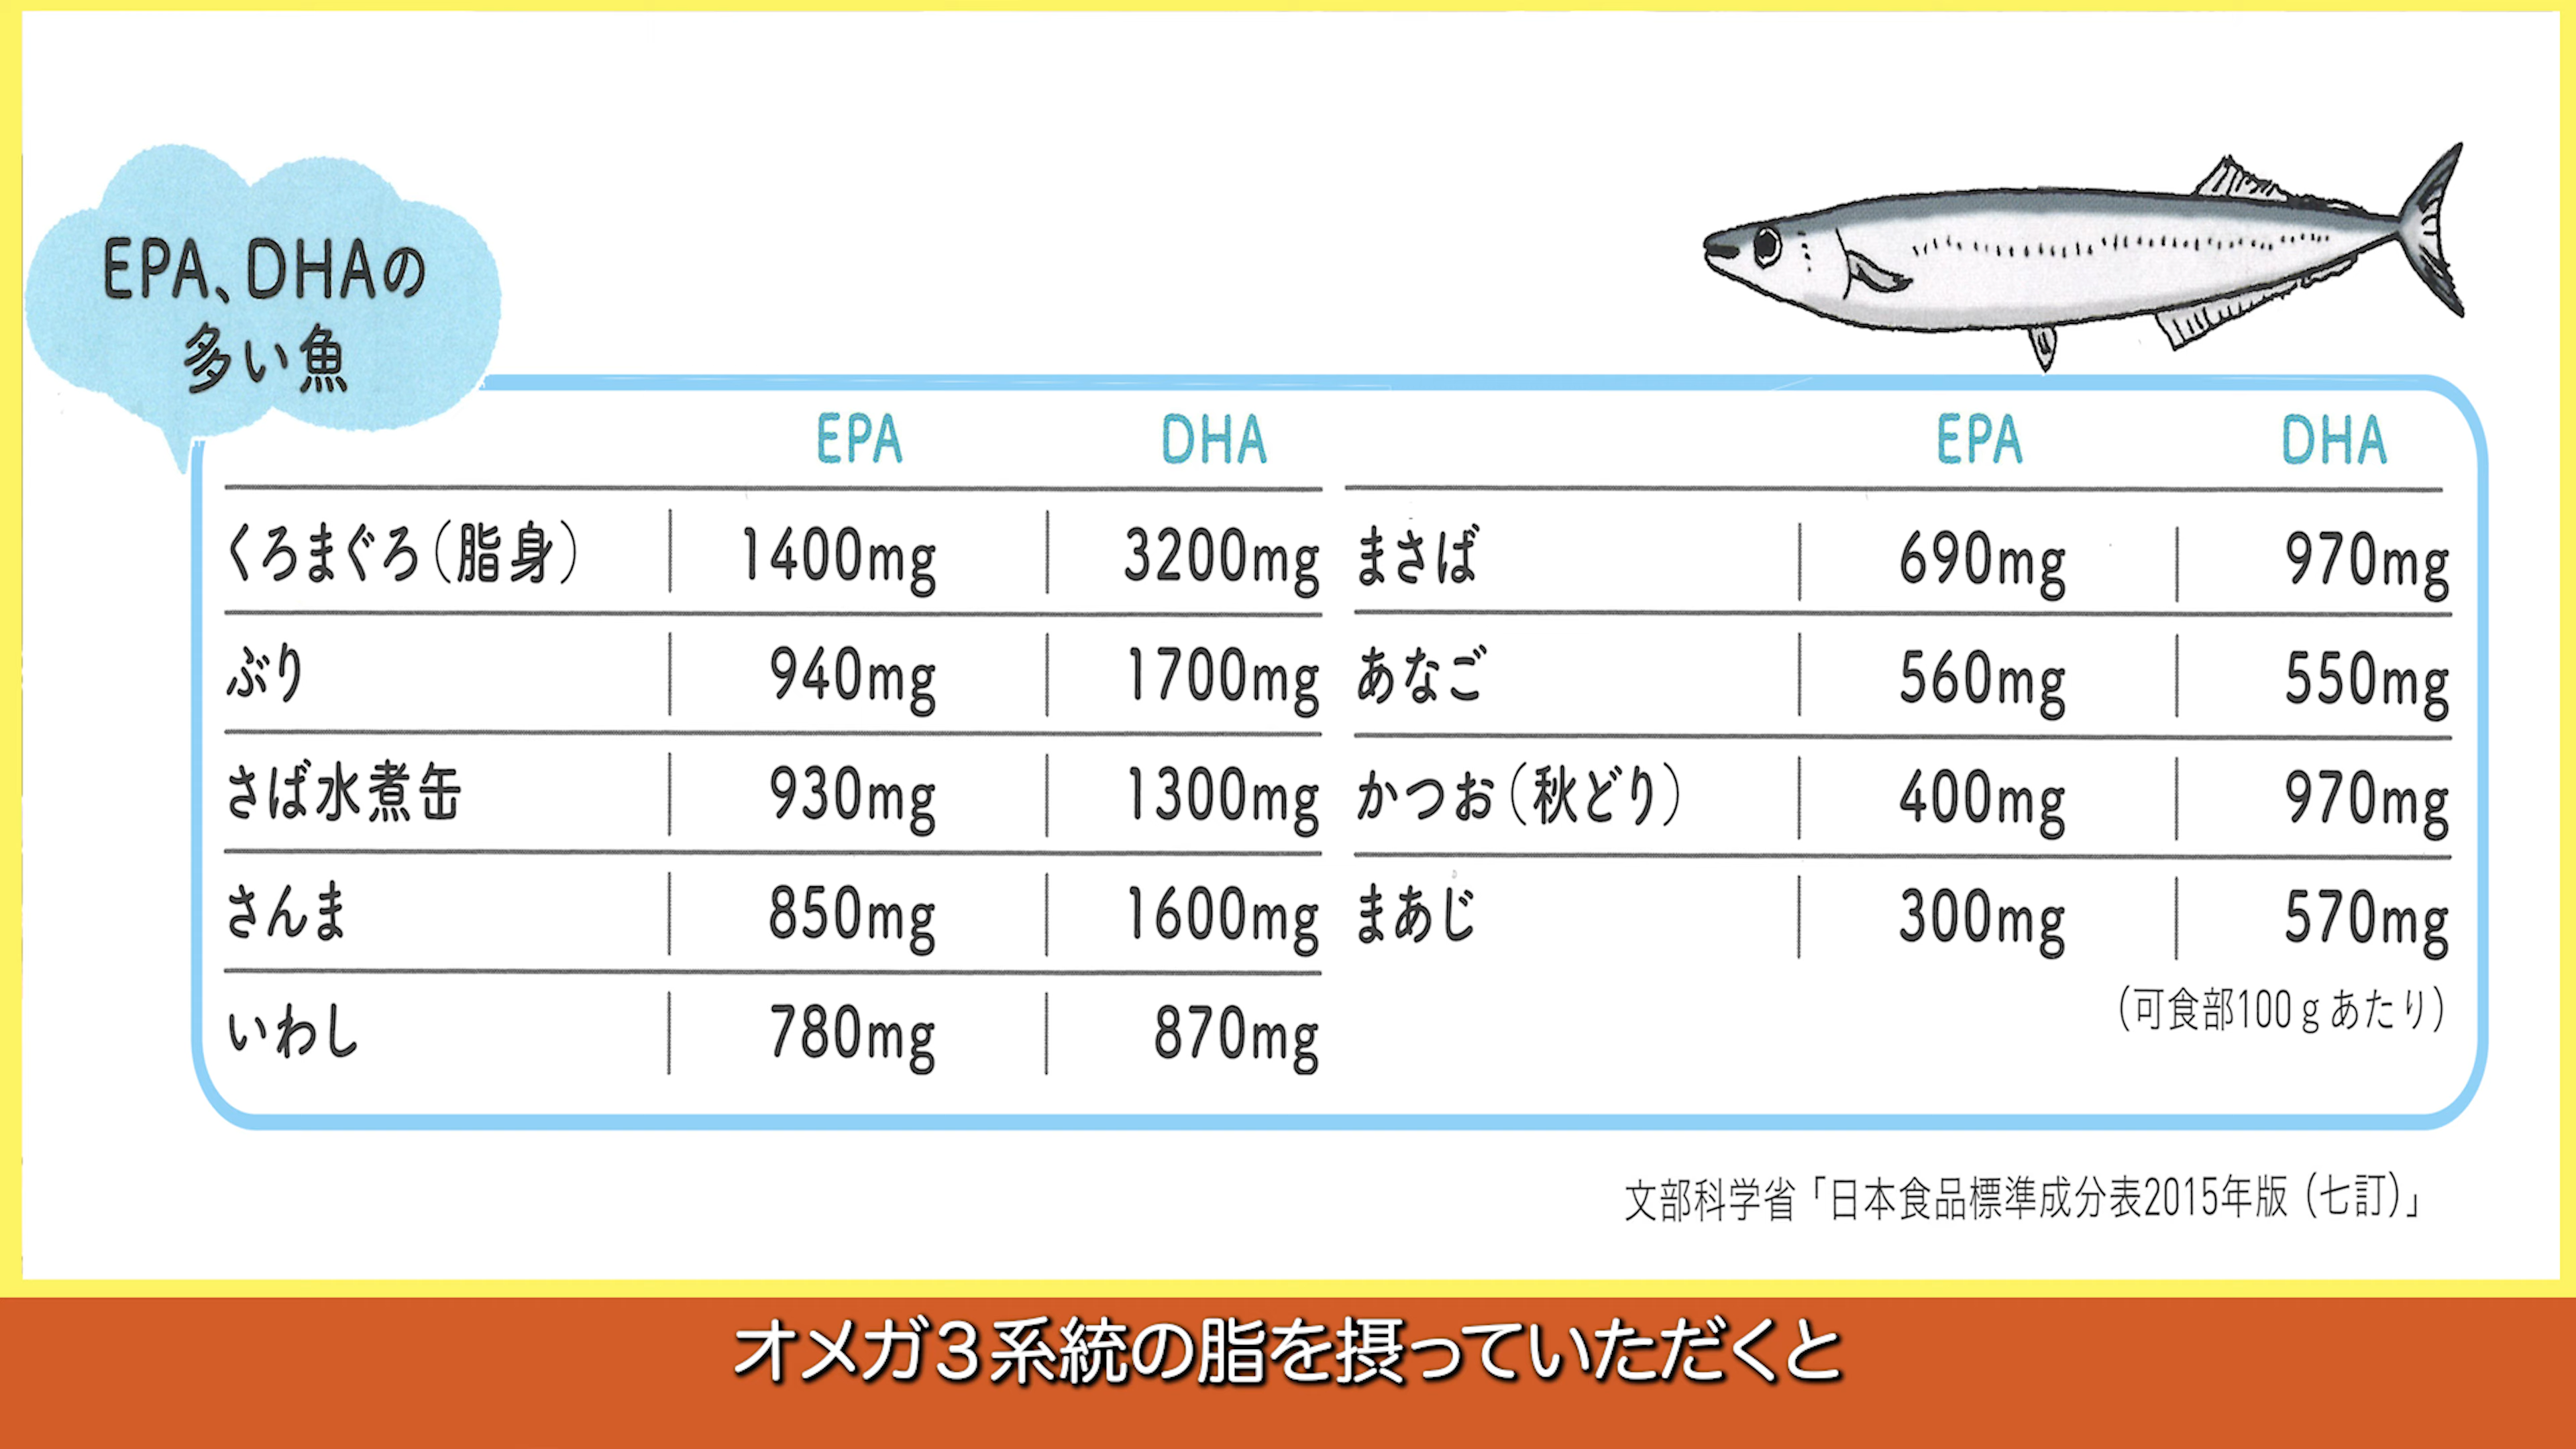 EPA、DHAの
多い魚
EPA DHA
くろまぐろ（脂身） 1400mg 3200mg
ぶり 940mg 1700mg
さば水煮缶 930mg 1300mg
さんま 850mg 1600mg
いわし 780mg 870mg
EPA DHA
まさば 690mg 970mg
あなご 560mg 550mg
かつお（秋どり） 400mg 970mg
まあじ 300mg 570mg
（可食部100gあたり）
文部科学省「日本食品標準成分表2015年版（七訂）」
オメガ３系統の脂を摂っていただくと